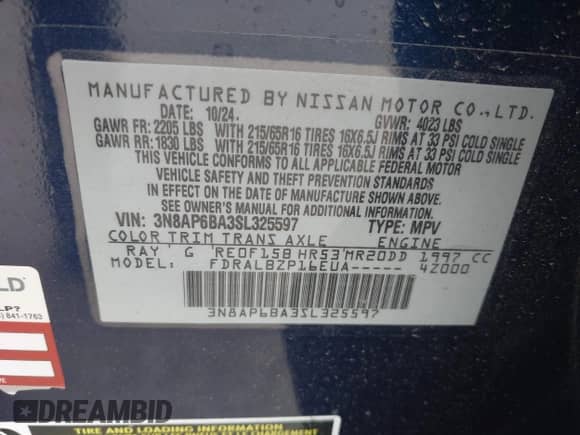 MANUFACTURED BY NISSAN MOTOR CO., LTD.
DATE: 10/24. GVWR: 4023 LBS
GAWR FR: 2205 LBS WITH 215/65R16 TIRES 16X6.5J RIMS AT 33 PSI COLD SINGLE
GAWR RR: 1830 LBS WITH 215/65R16 TIRES 16X6.5J RIMS AT 33 PSI COLD SINGLE
THIS VEHICLE CONFORMS TO ALL APPLICABLE FEDERAL MOTOR
VEHICLE SAFETY AND THEFT PREVENTION STANDARDS
IN EFFECT ON THE DATE OF MANUFACTURE SHOWN ABOVE.
SEE OWNER'S MANUAL FOR ADDITIONAL INFORMATION
VIN: 3N8AP6BA3SL325597 TYPE: MPV
COLOR TRIM TRANS AXLE ENGINE
RAY G RE0F15B HR53 MR20DD 1997 CC
FDRALBZP16EUA----- 4Z000
3N8AP6BA3SL325597
LD
LP?
) 841-1763
DREAMBID
TIRE AND LOADING INFORMATION